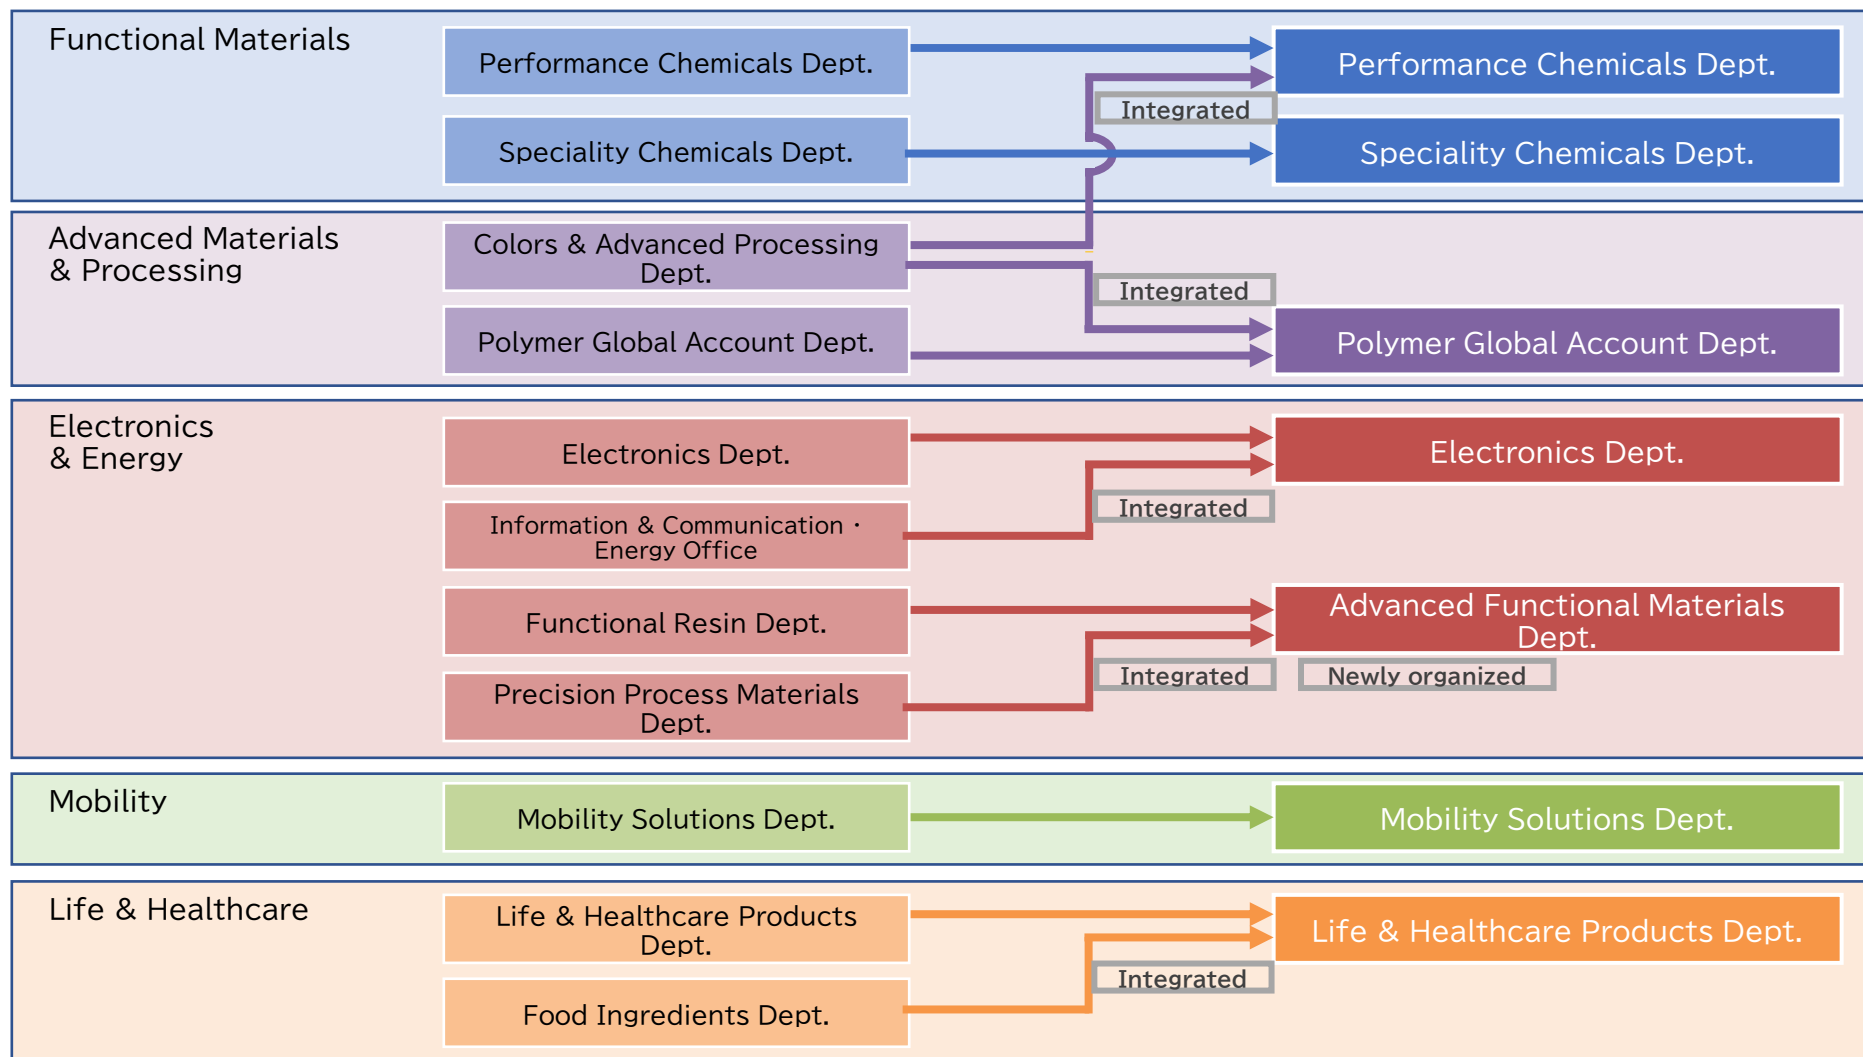 Functional Materials
Performance Chemicals Dept.
Performance Chemicals Dept.
Integrated
Speciality Chemicals Dept.
Speciality Chemicals Dept.
Advanced Materials
& Processing
Colors & Advanced Processing
Dept.
Integrated
Polymer Global Account Dept.
Polymer Global Account Dept.
Electronics
& Energy
Electronics Dept.
Electronics Dept.
Integrated
Information & Communication・
Energy Office
Functional Resin Dept.
Advanced Functional Materials
Dept.
Integrated
Newly organized
Precision Process Materials
Dept.
Mobility
Mobility Solutions Dept.
Mobility Solutions Dept.
Life & Healthcare
Life & Healthcare Products
Dept.
Life & Healthcare Products Dept.
Integrated
Food Ingredients Dept.